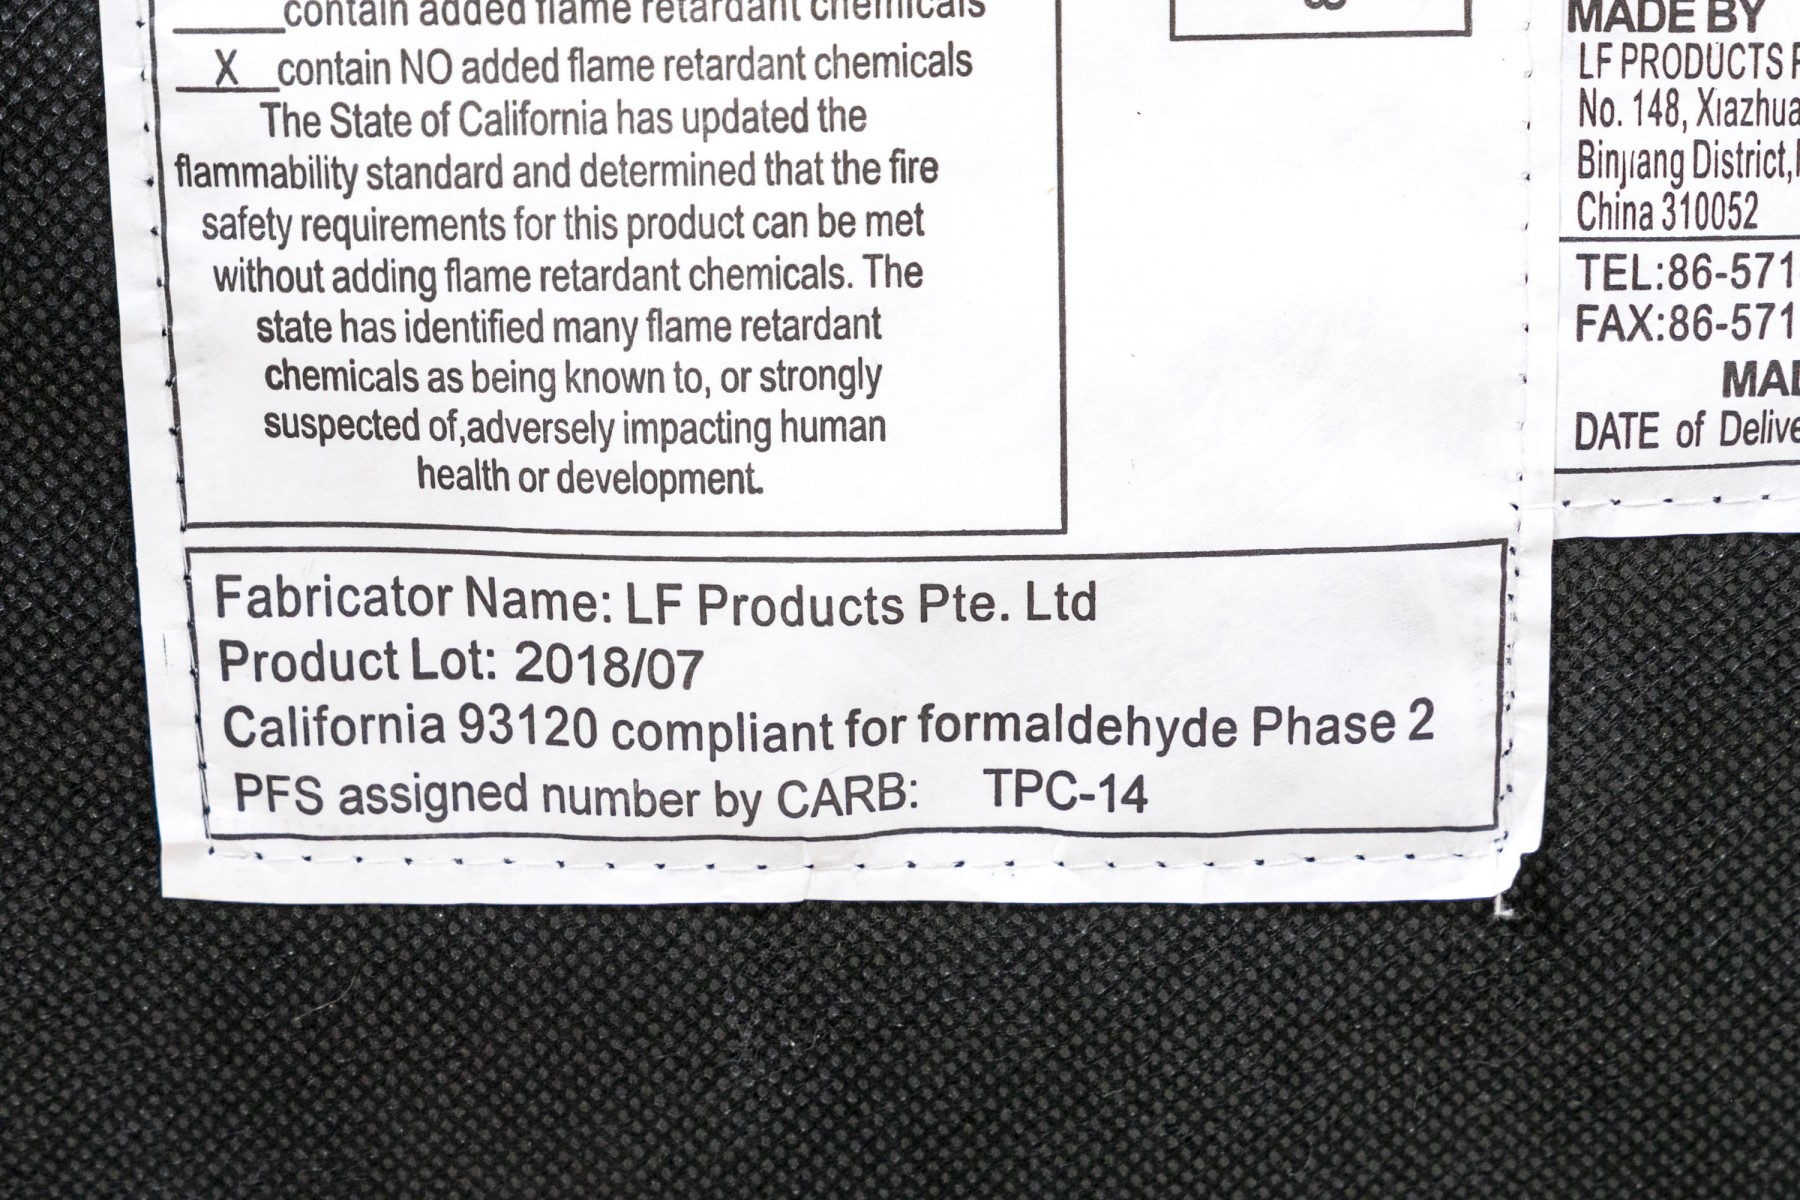 contain added flame retardant chemicals
X contain NO added flame retardant chemicals
The State of California has updated the
flammability standard and determined that the fire
safety requirements for this product can be met
without adding flame retardant chemicals. The
state has identified many flame retardant
chemicals as being known to, or strongly
suspected of,adversely impacting human
health or development.
Fabricator Name: LF Products Pte. Ltd
Product Lot: 2018/07
California 93120 compliant for formaldehyde Phase 2
PFS assigned number by CARB: TPC-14
MADE BY
LF PRODUCTS
No. 148,
Binjiang District,
China 310052
TEL:86-571
FAX:86-571
DATE of